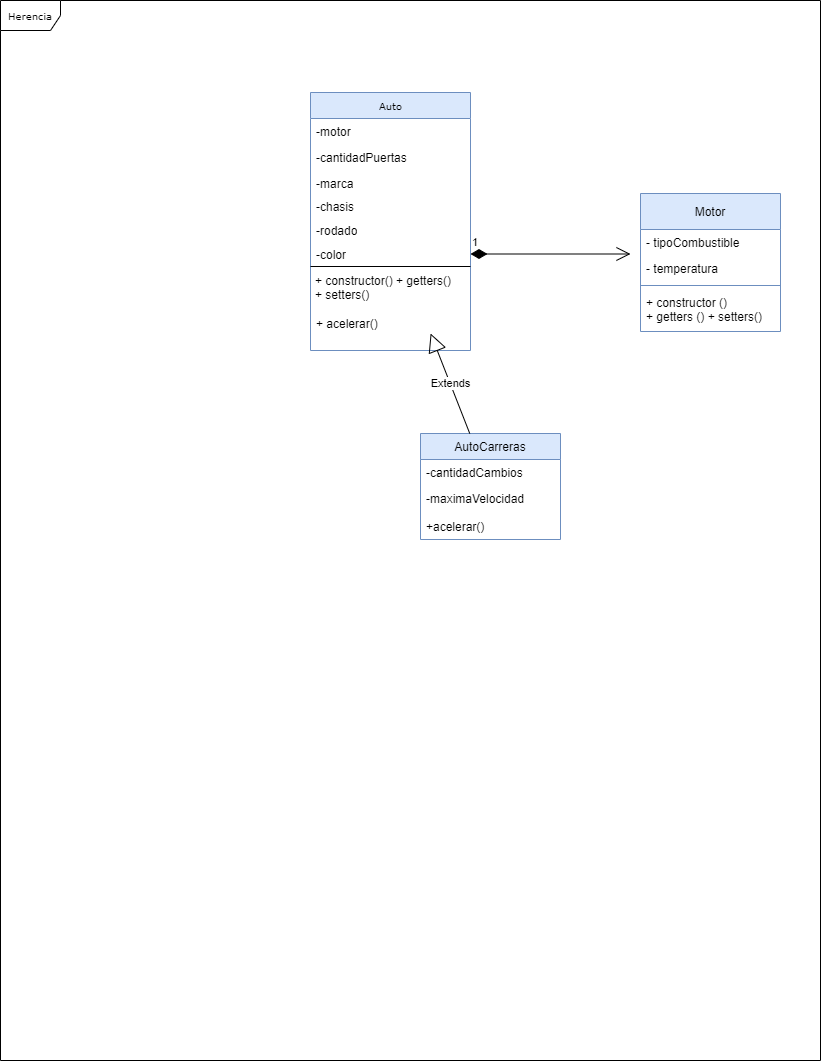 Herencia
Auto
-motor
-cantidadPuertas
-marca
-chasis
-rodado
-color
+ constructor() + getters()
+ setters()
+ acelerar()
1
Motor
- tipoCombustible
- temperatura
+ constructor ()
+ getters () + setters()
Extends
AutoCarreras
-cantidadCambios
-maximaVelocidad
+acelerar()